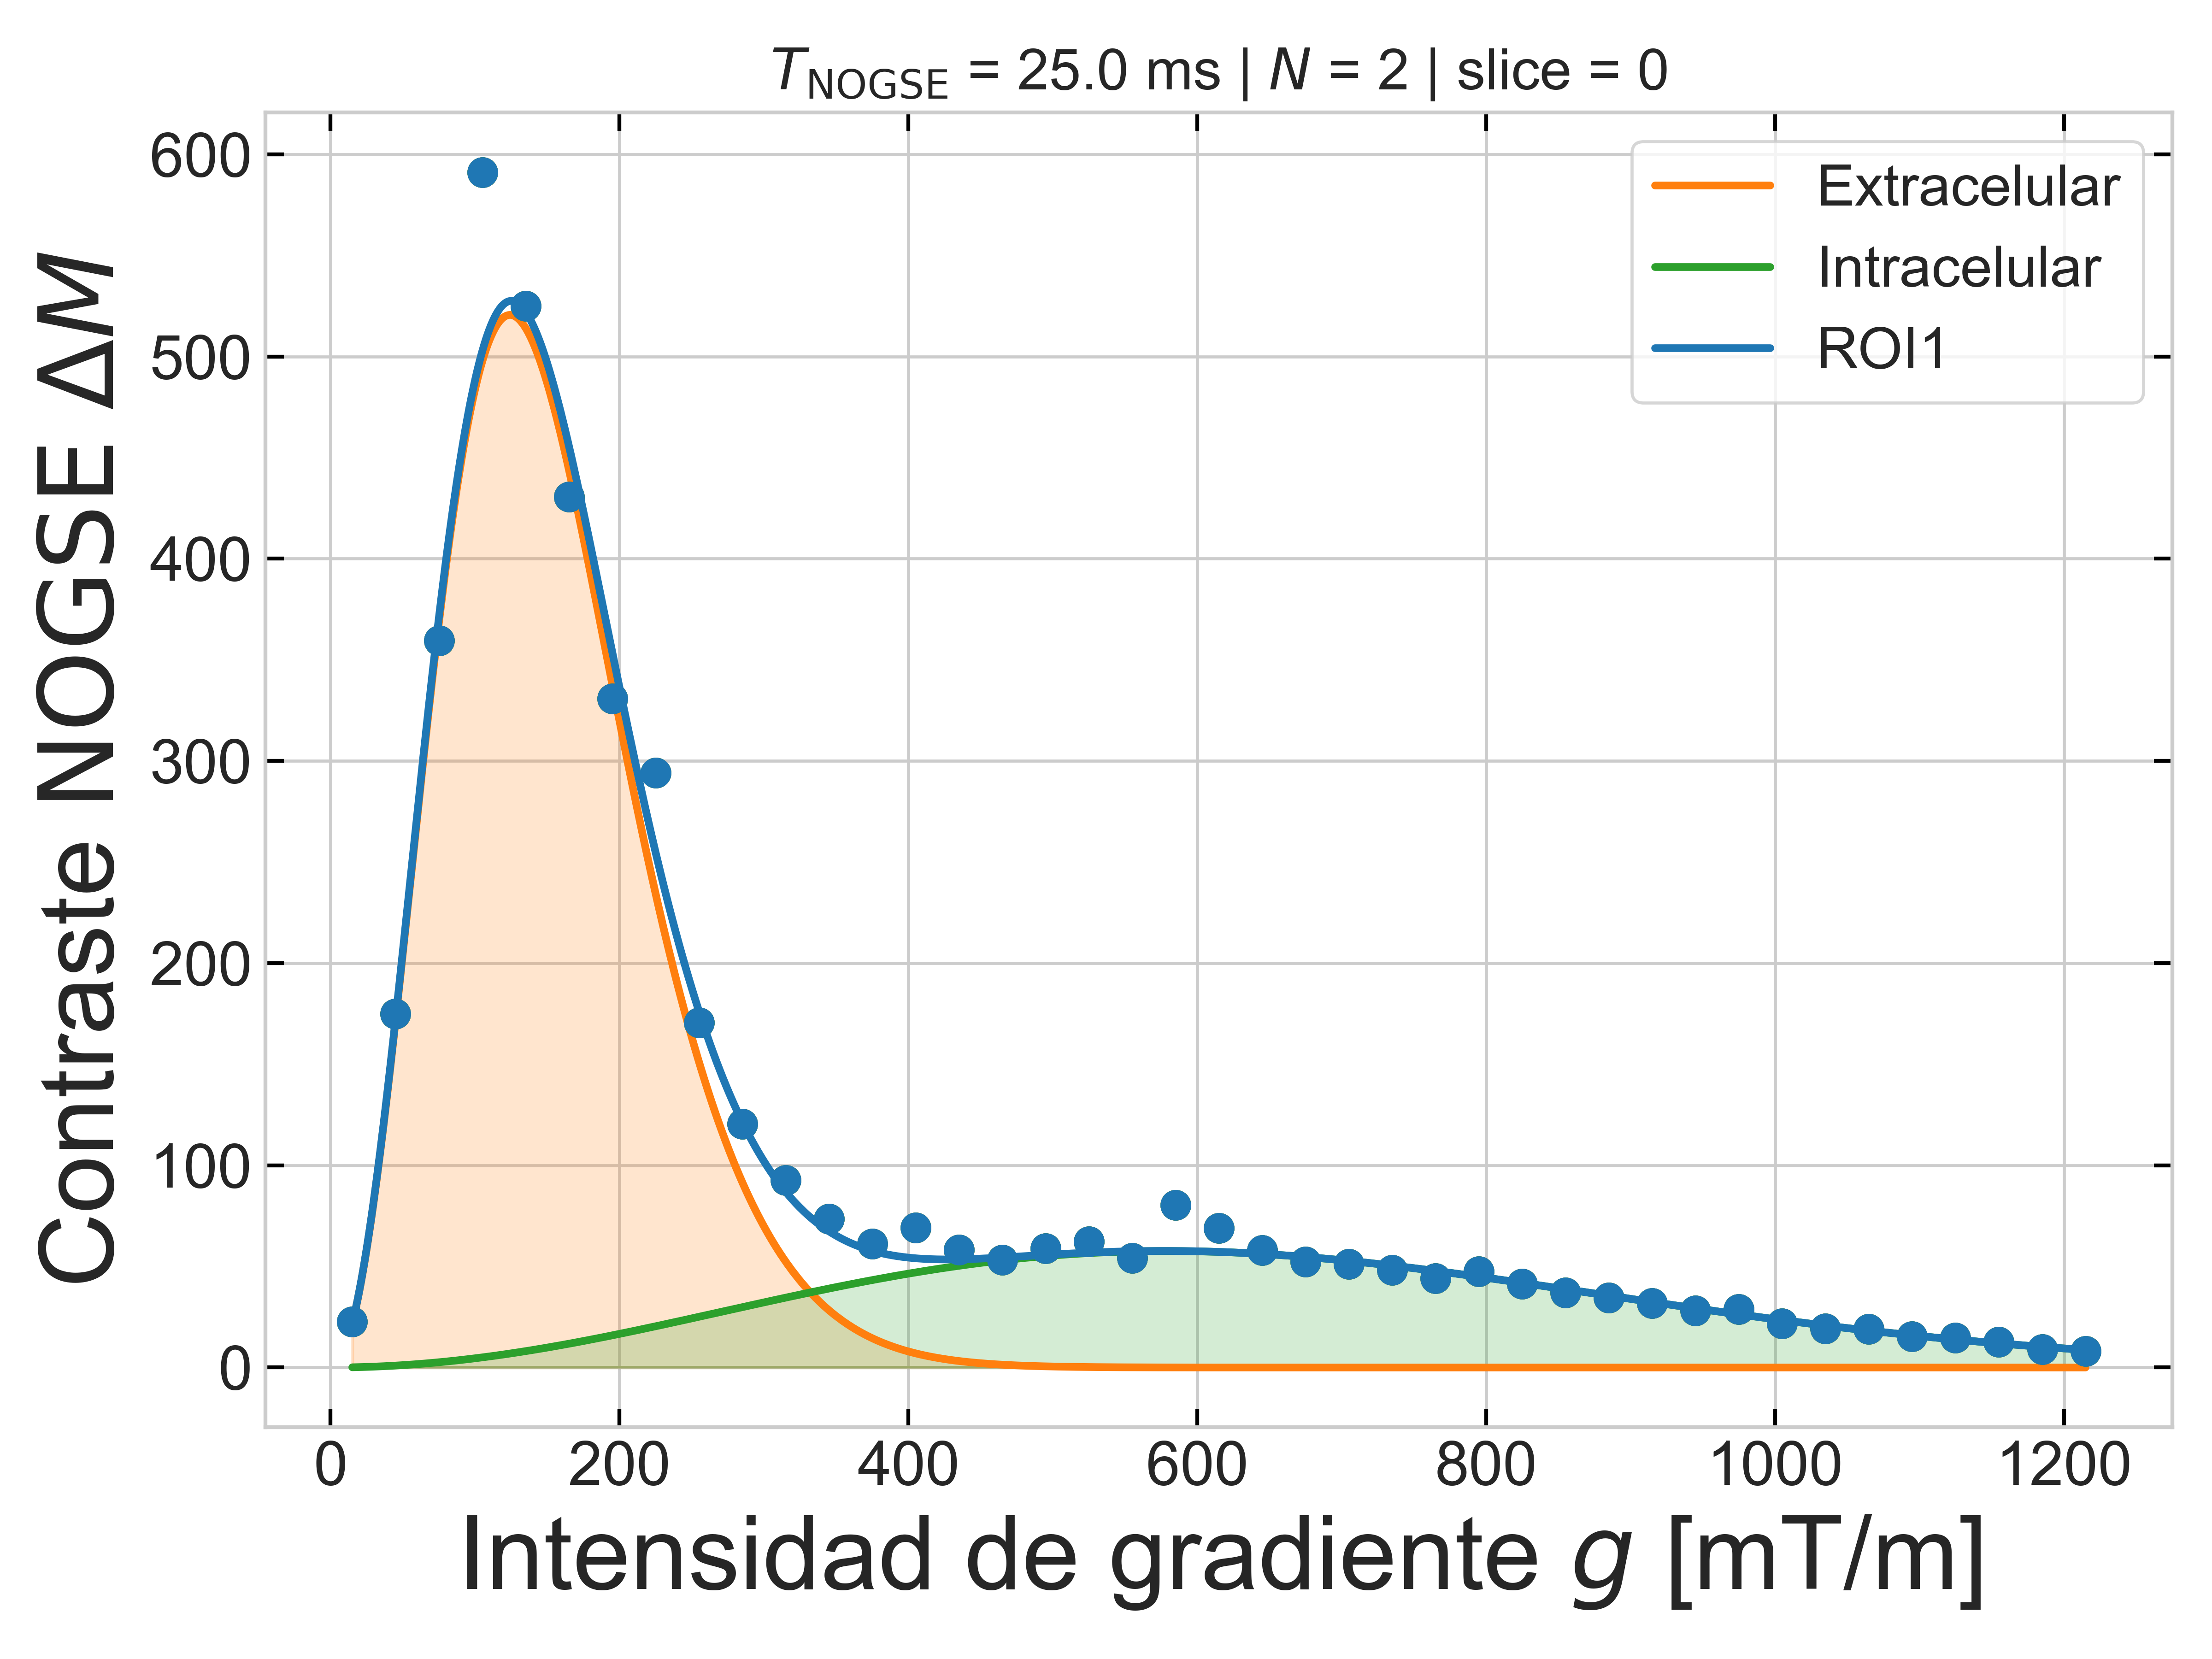 T_NOGSE = 25.0 ms | N = 2 | slice = 0
Contraste NOGSE ΔM
600
500
400
300
200
100
0
Extracelular
Intracelular
ROI1
0 200 400 600 800 1000 1200
Intensidad de gradiente g [mT/m]